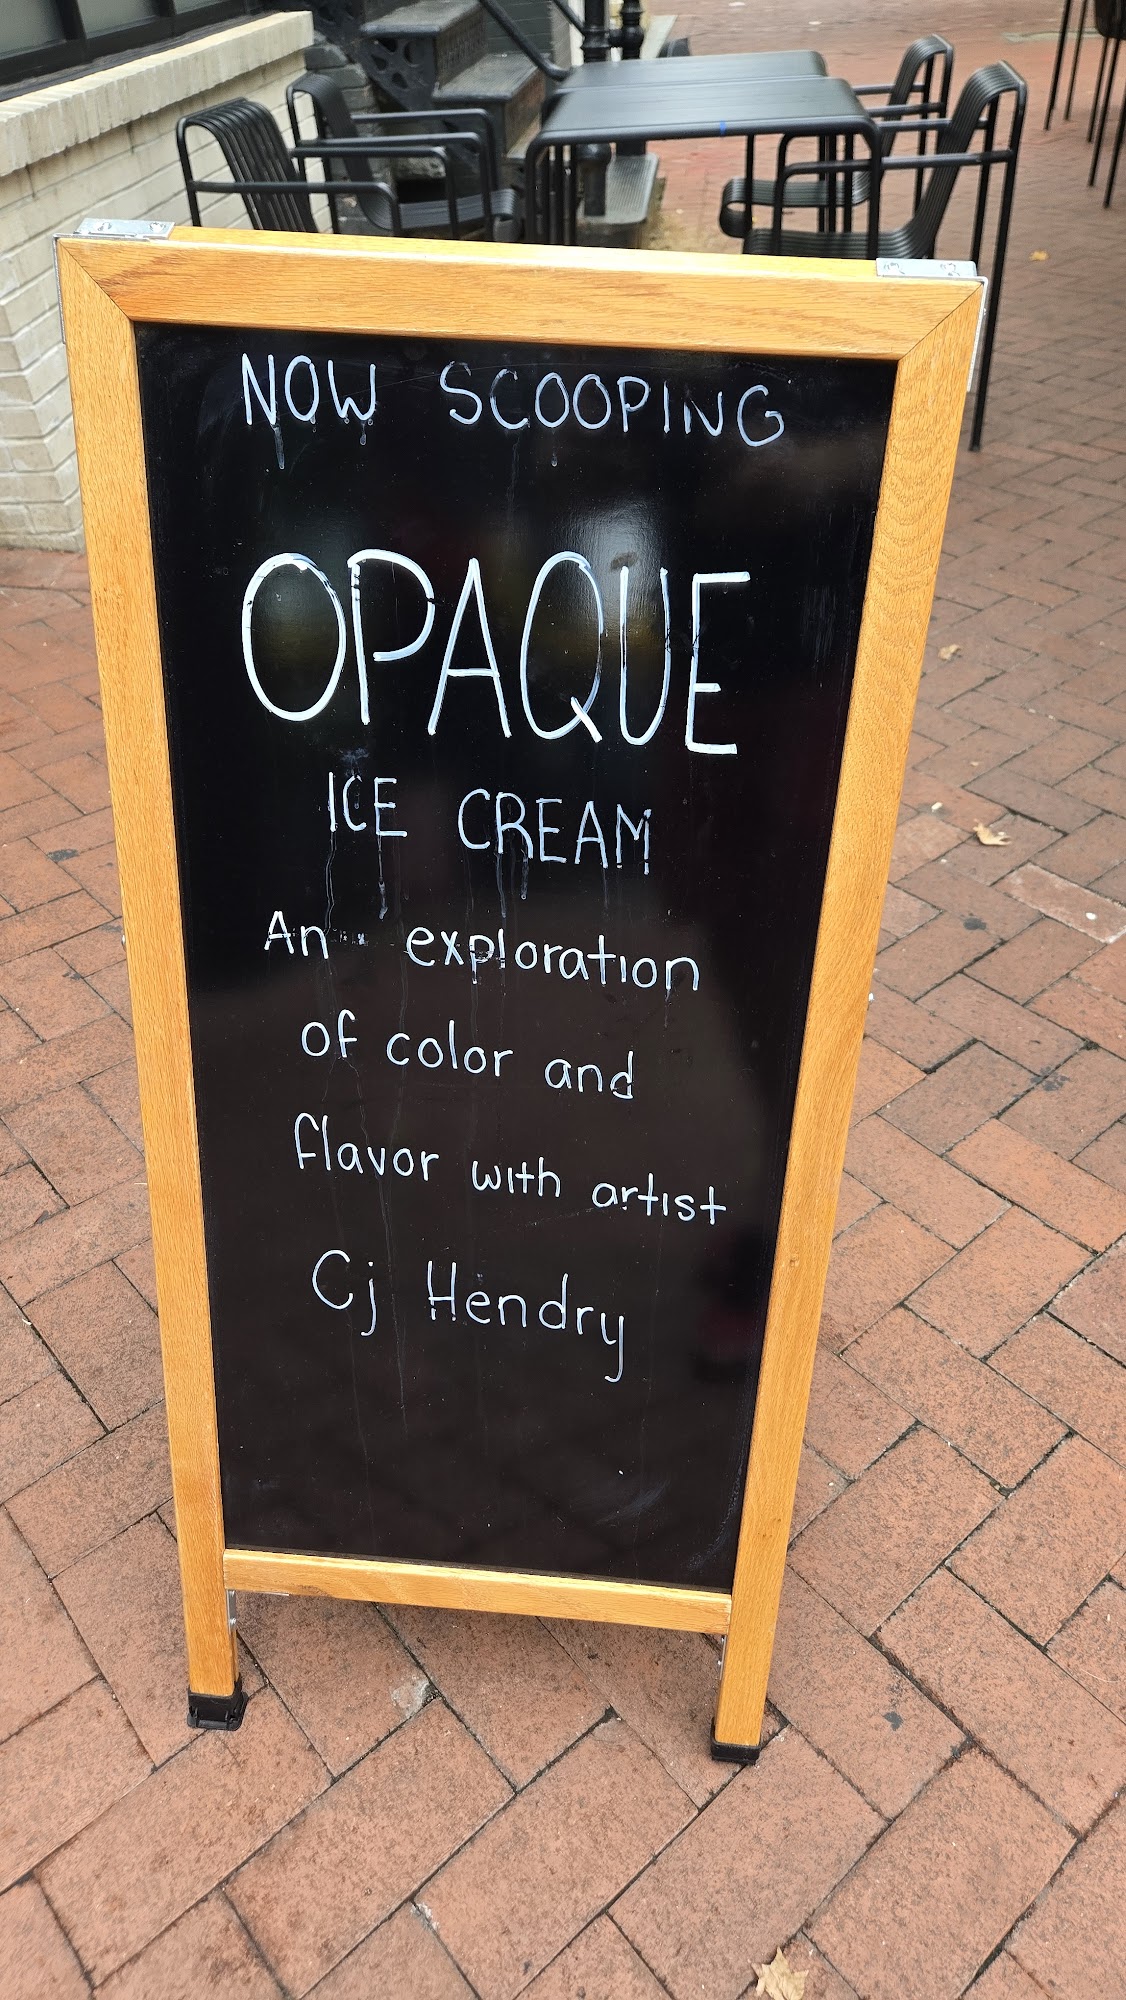 NOW SCOOPING
OPAQUE
ICE CREAM
An exploration
of color and
flavor with artist
Cj Hendry